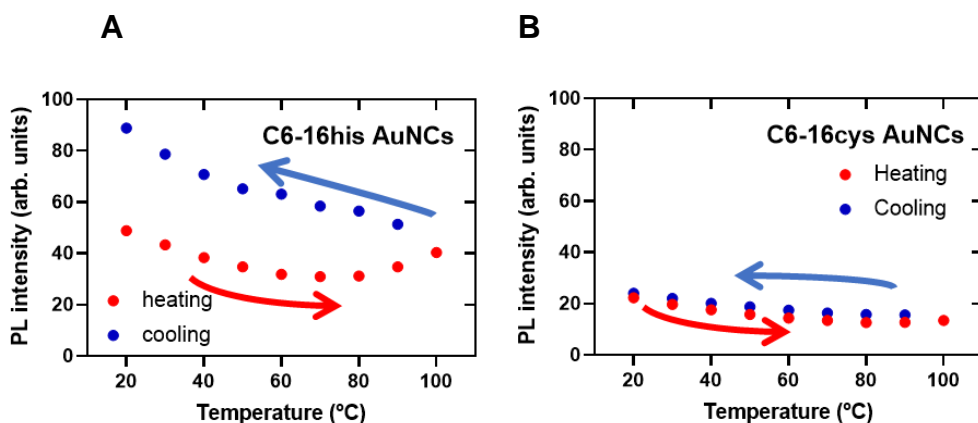 A
B
PL intensity (arb. units)
100
80
60
40
20
0
C6-16his AuNCs
heating
cooling
20
40
60
80
100
Temperature (ºC)
PL intensity (arb. units)
100
80
60
40
20
0
C6-16cys AuNCs
Heating
Cooling
20
40
60
80
100
Temperature (ºC)